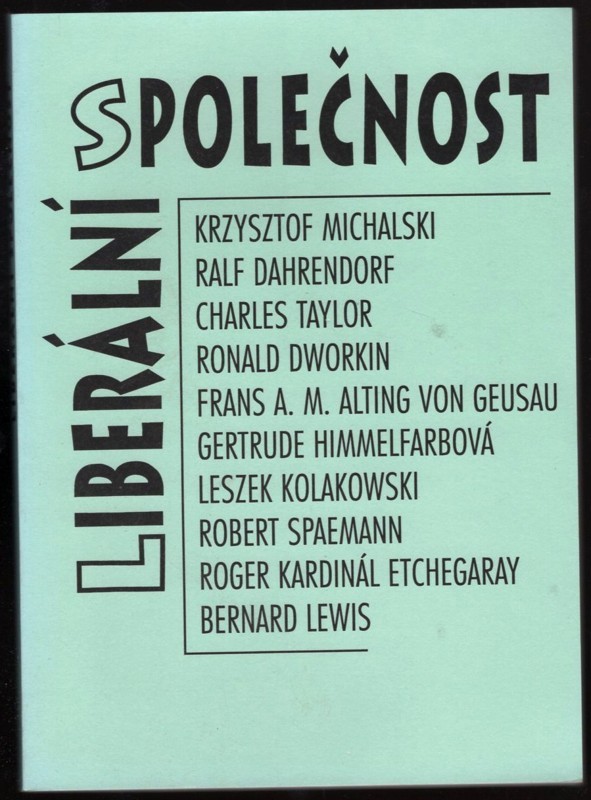 LIBERÁLNÍ
SPOLEČNOST
KRZYSZTOF MICHALSKI
RALF DAHRENDORF
CHARLES TAYLOR
RONALD DWORKIN
FRANS A. M. ALTING VON GEUSAU
GERTRUDE HIMMELFARBOVÁ
LESZEK KOLAKOWSKI
ROBERT SPAEMANN
ROGER KARDINÁL ETCHEGARAY
BERNARD LEWIS